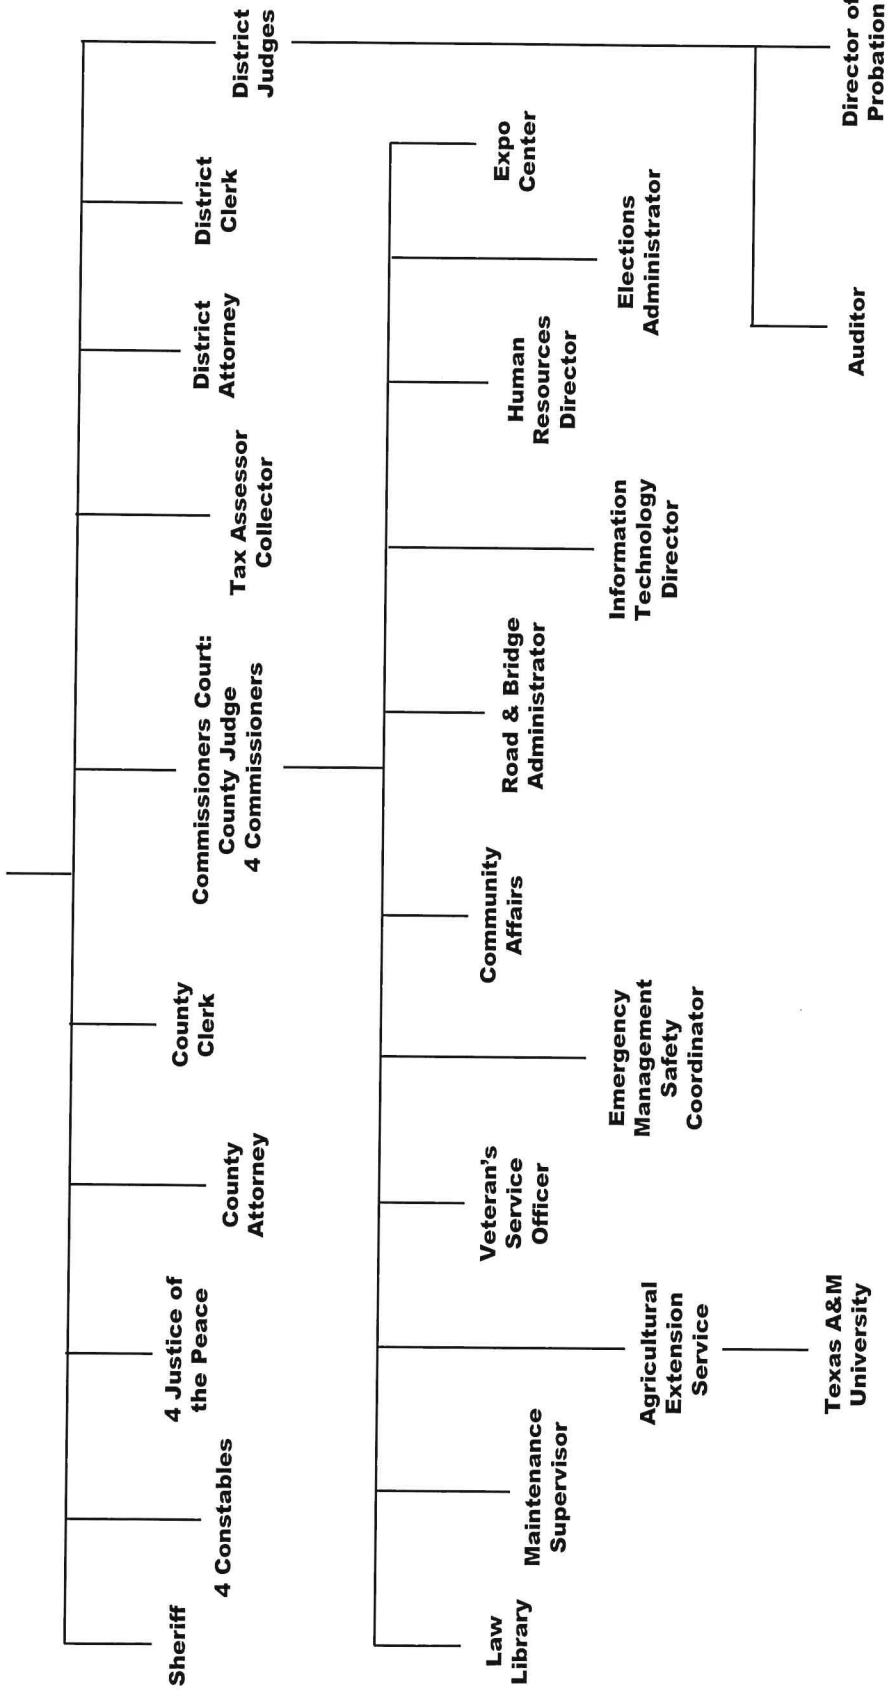 Sheriff
4 Constables
4 Justice of
the Peace
County
Attorney
County
Clerk
Commissioners Court:
County Judge
4 Commissioners
Tax Assessor
Collector
District
Attorney
District
Clerk
District
Judges
Law
Library
Maintenance
Supervisor
Agricultural
Extension
Service
Texas A&M
University
Veteran's
Service
Officer
Emergency
Management
Safety
Coordinator
Community
Affairs
Road & Bridge
Administrator
Information
Technology
Director
Human
Resources
Director
Elections
Administrator
Expo
Center
Auditor
Director of
Probation